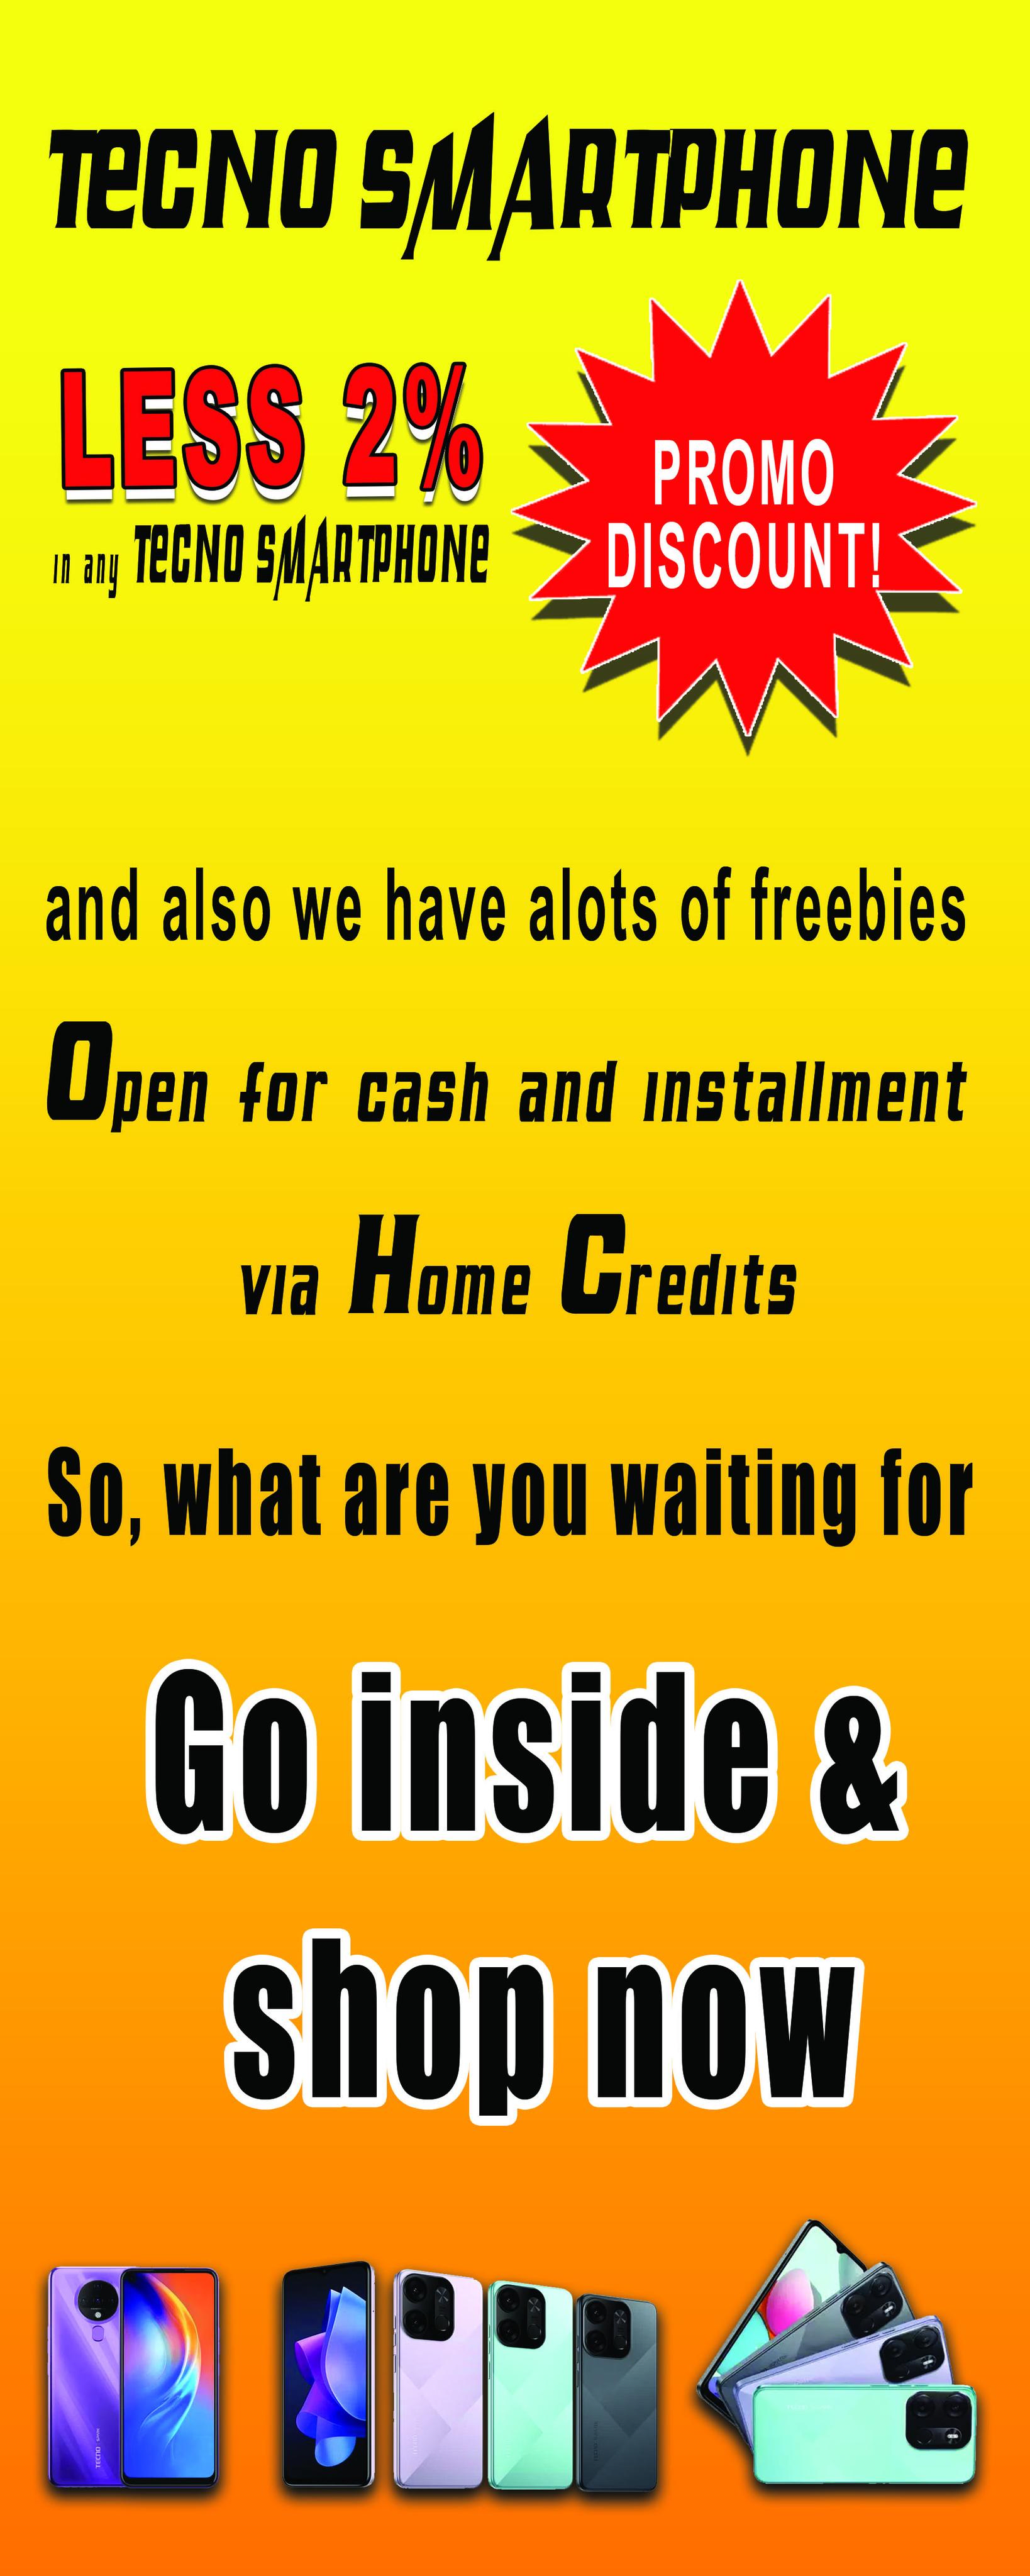 TeCNO SMARTPHONe
LESS 2%
in any TeCNO SMARTPHONe
PROMO
DISCOUNT!
and also we have alots of freebies
Open for cash and installment
via Home Credits
So, what are you waiting for
Go inside &
shop now
TECNO